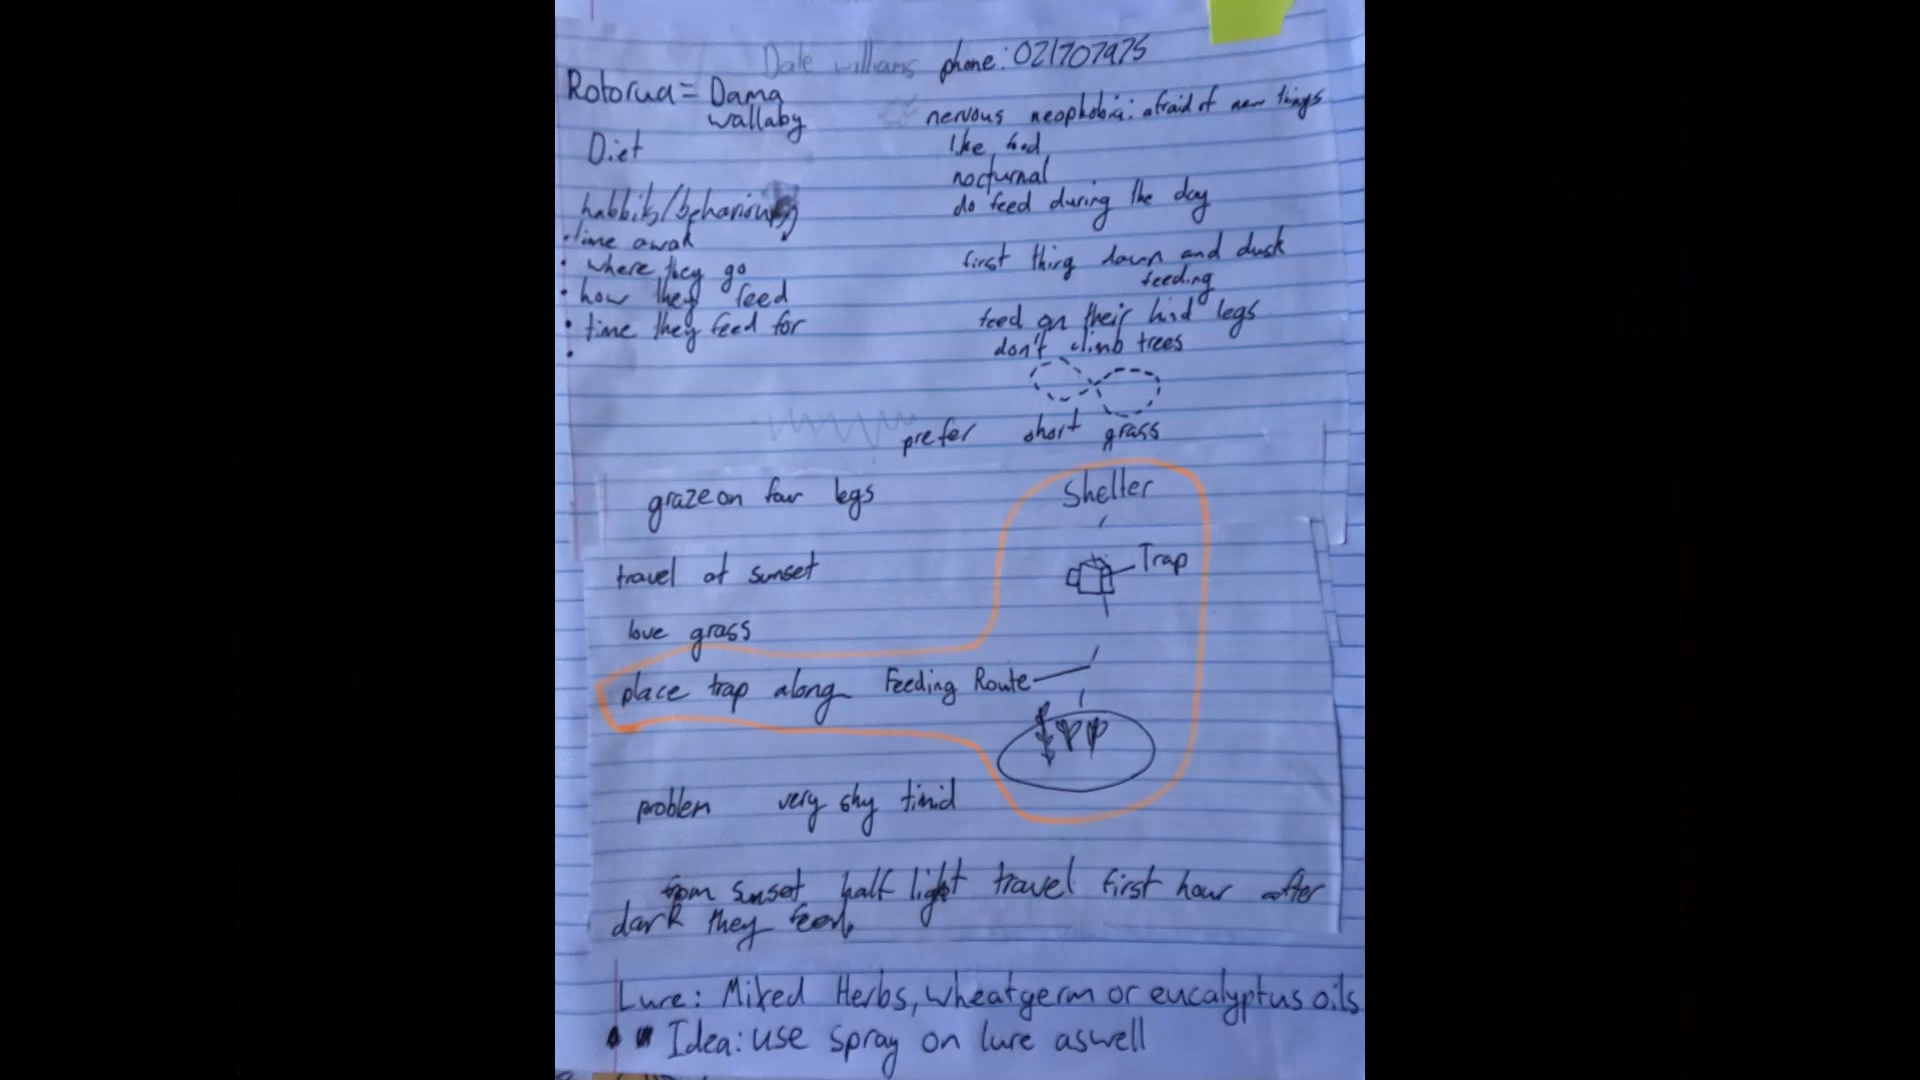 Dale williams phone: 021707975
Rotorua = Dama
wallaby
nervous neophobia: afraid of new tings
like food
Diet
nocturnal
habbits/behaviours
do feed during the day
• time awak
first thing dawn and dusk
feeding
• where they go
• how they feed
feed on their hind legs
• time they feed for
don't climb trees
prefer short grass
graze on four legs
Shelter
Trap
travel at sunset
love grass
place trap along Feeding Route
problem very shy timid
from sunset half light travel first hour after
dark they feed
Lure: Mixed Herbs, wheatgerm or eucalyptus oils
Idea: use spray on lure aswell